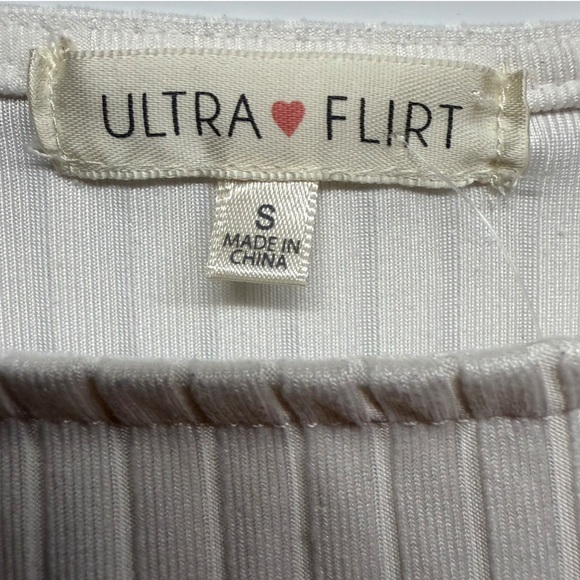 ULTRA ♥ FLIRT
S
MADE IN
CHINA